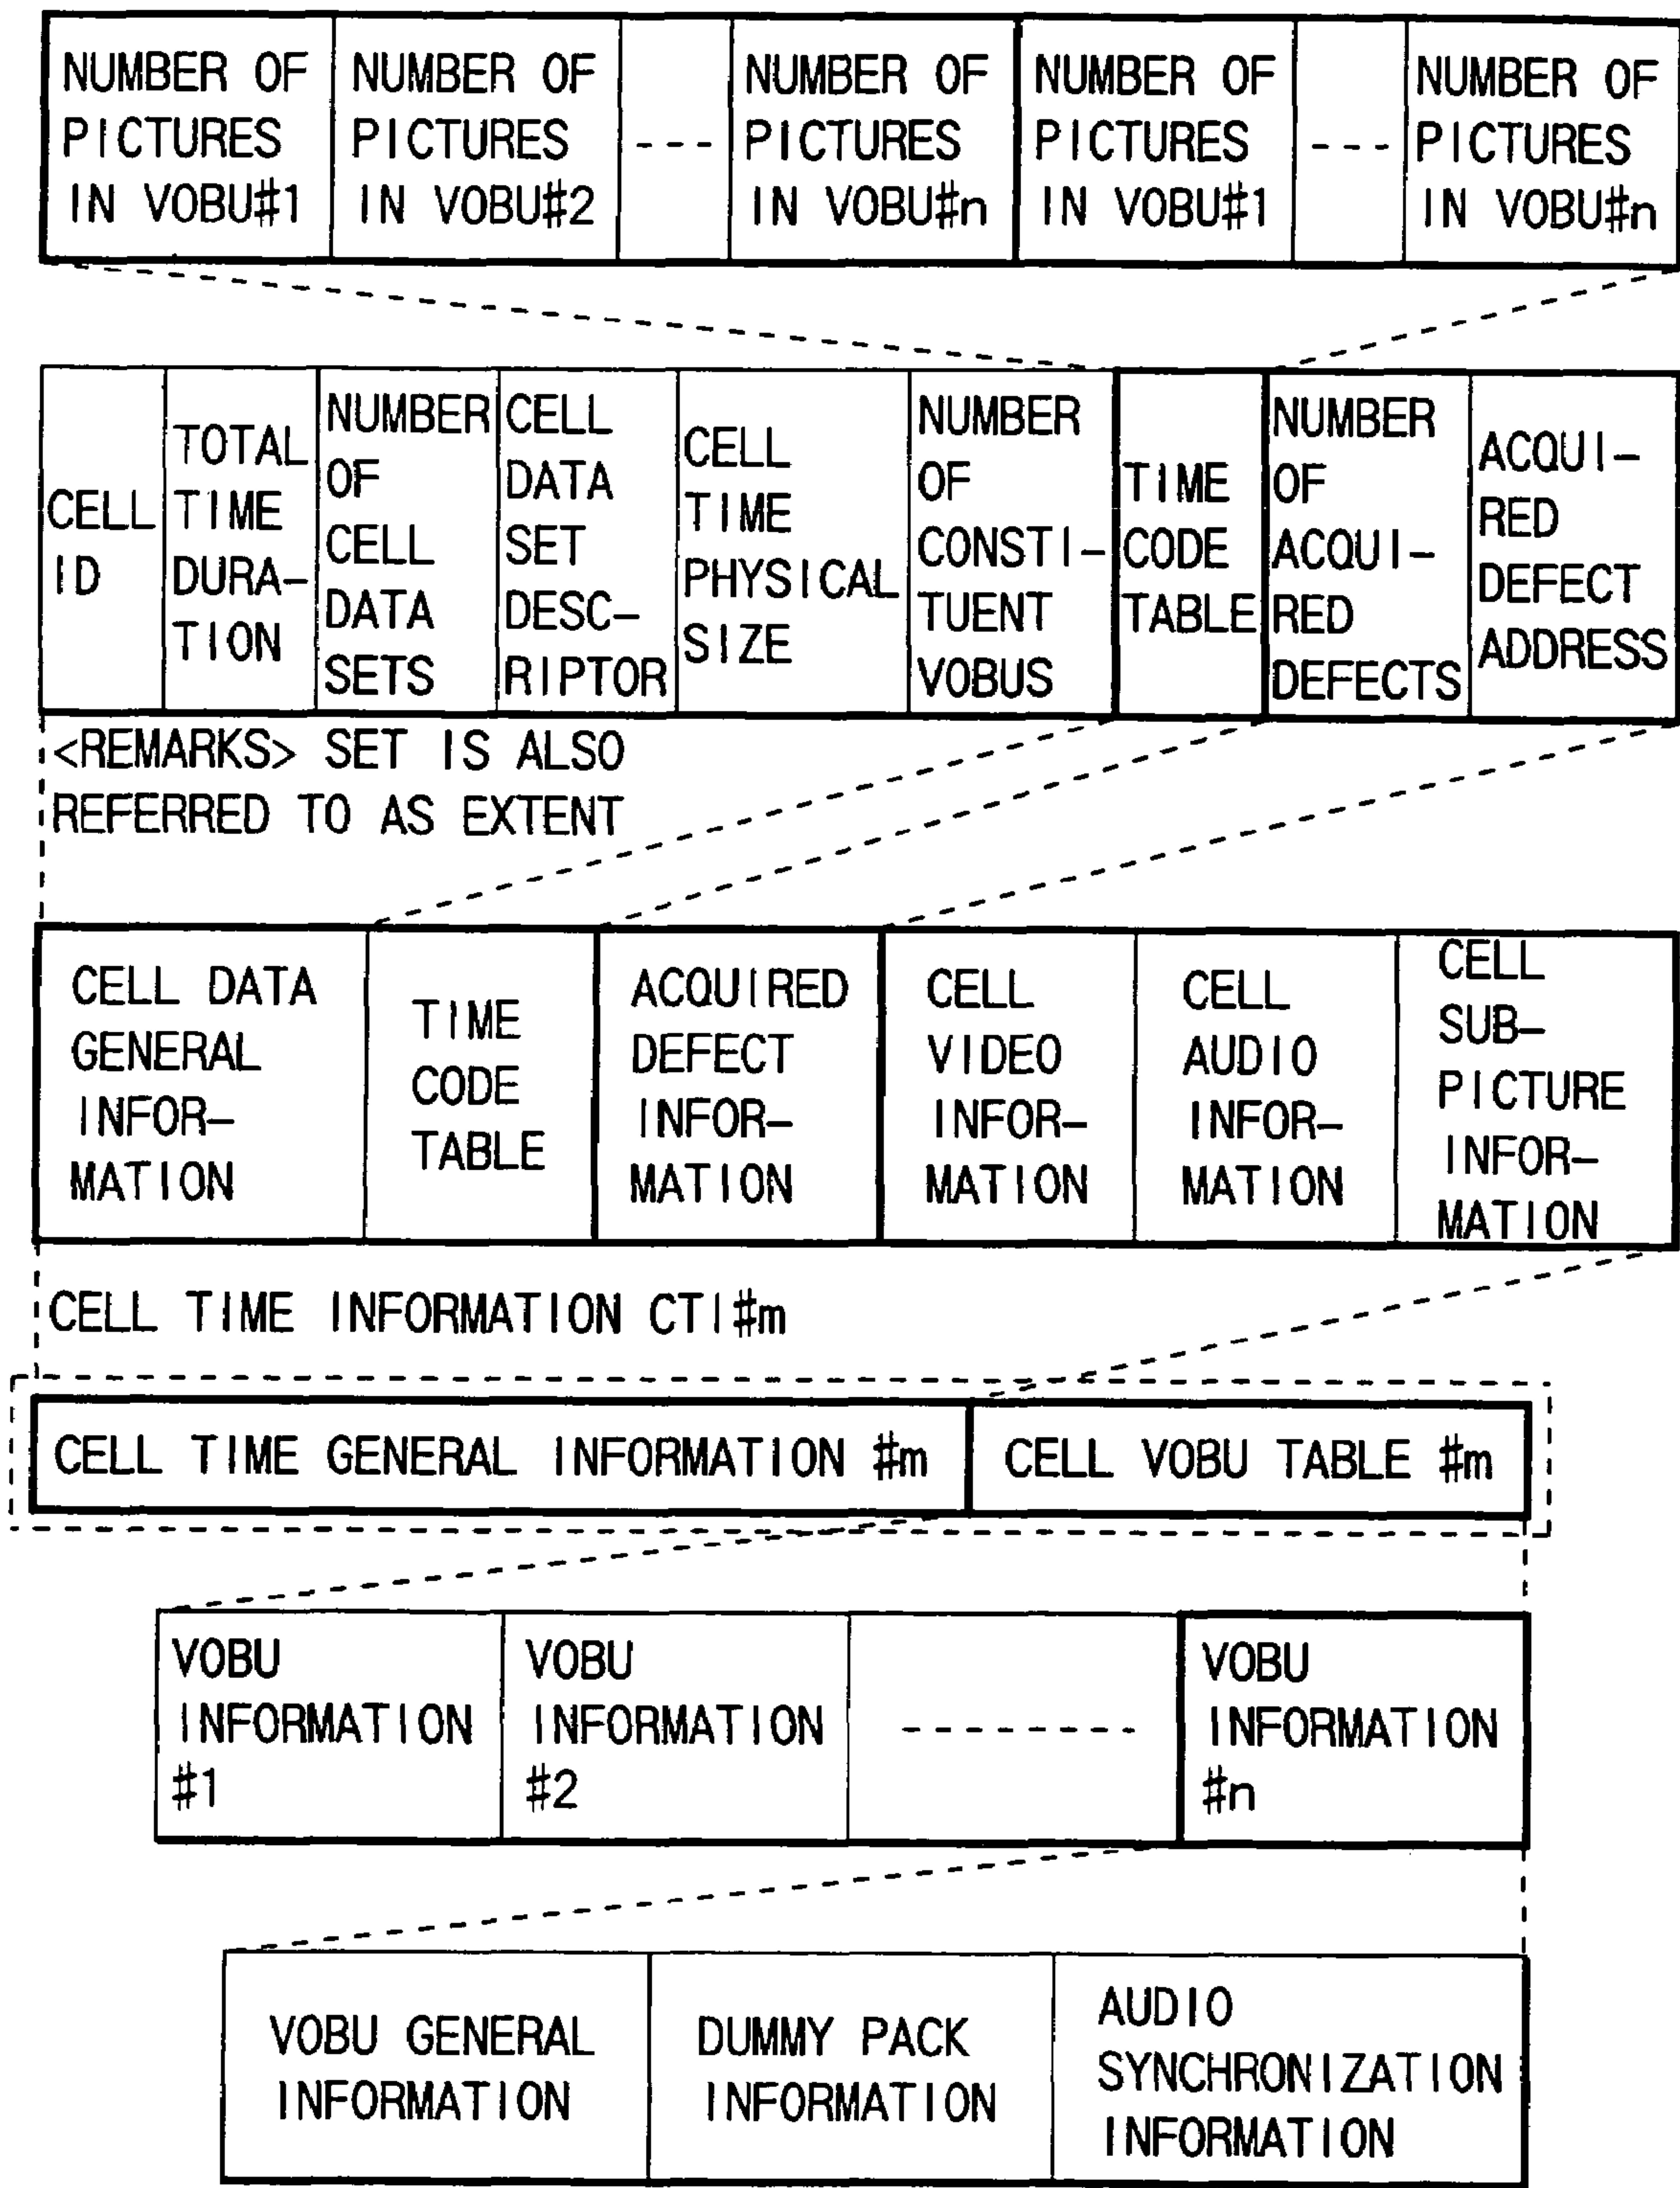 NUMBER OF
PICTURES
IN VOBU#1
NUMBER OF
PICTURES
IN VOBU#2
NUMBER OF
PICTURES
IN VOBU#n
NUMBER OF
PICTURES
IN VOBU#1
NUMBER OF
PICTURES
IN VOBU#n
CELL
ID
TOTAL
TIME
DURA-
TION
NUMBER
OF
CELL
DATA
SETS
CELL
DATA
SET
DESC-
RIPTOR
CELL
TIME
PHYSICAL
SIZE
NUMBER
OF
CONSTI-
TUENT
VOBUS
TIME
CODE
TABLE
NUMBER
OF
ACQUI-
RED
DEFECTS
ACQUI-
RED
DEFECT
ADDRESS
<REMARKS> SET IS ALSO
REFERRED TO AS EXTENT
CELL DATA
GENERAL
INFOR-
MATION
TIME
CODE
TABLE
ACQUIRED
DEFECT
INFOR-
MATION
CELL
VIDEO
INFOR-
MATION
CELL
AUDIO
INFOR-
MATION
CELL
SUB-
PICTURE
INFOR-
MATION
CELL TIME INFORMATION CTI#m
CELL TIME GENERAL INFORMATION #m
CELL VOBU TABLE #m
VOBU
INFORMATION
#1
VOBU
INFORMATION
#2
VOBU
INFORMATION
#n
VOBU GENERAL
INFORMATION
DUMMY PACK
INFORMATION
AUDIO
SYNCHRONIZATION
INFORMATION